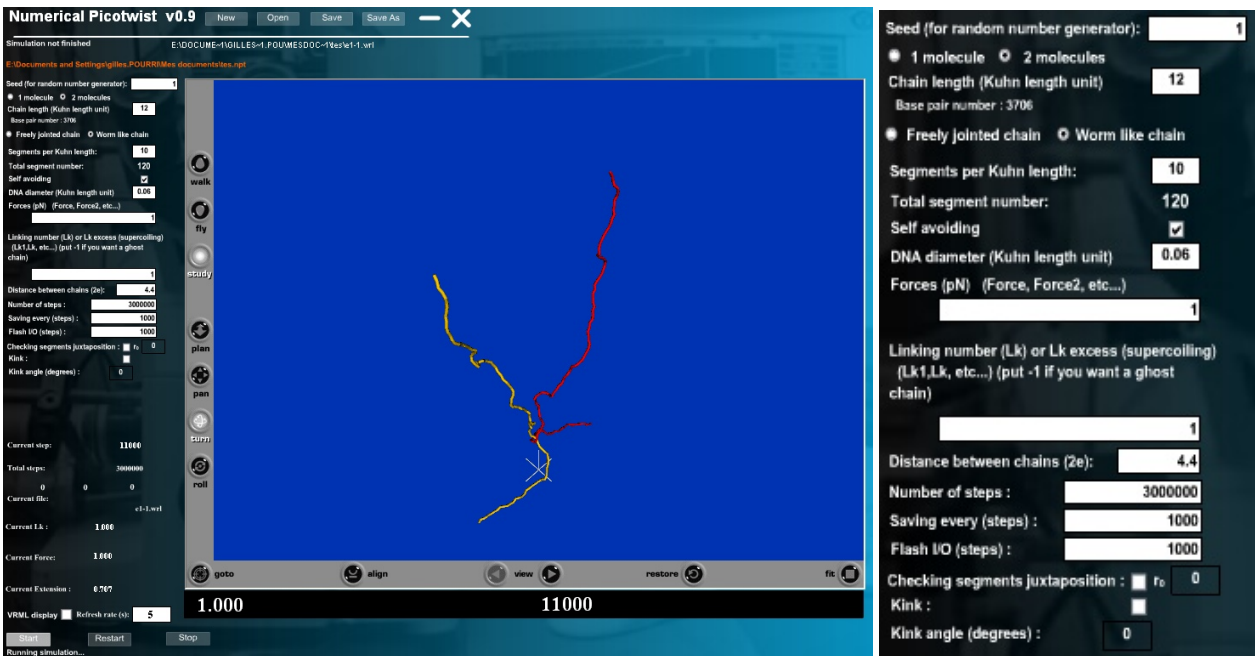 Numerical Picotwist v0.9 New Open Save Save As
Simulation not finished E:\DOCUME~1\GILLES~1.POU\MESDOC~1\tes\e1-1.wrl
E:\Documents and Settings\gilles.POURRI\Mes documents\tes.npt
Seed (for random number generator): 1
1 molecule 2 molecules
Chain length (Kuhn length unit) 12
Base pair number : 3706
Freely jointed chain Worm like chain
Segments per Kuhn length: 10
Total segment number: 120
Self avoiding
DNA diameter (Kuhn length unit) 0.06
Forces (pN) (Force, Force2, etc...)
1
Linking number (Lk) or Lk excess (supercoiling)
(Lk1,Lk, etc...) (put -1 if you want a ghost
chain)
1
Distance between chains (2e): 4.4
Number of steps : 3000000
Saving every (steps) : 1000
Flash I/O (steps) : 1000
Checking segments juxtaposition : r₀ 0
Kink :
Kink angle (degrees) : 0
Current step: 11000
Total steps: 3000000
0 0 0
Current file:
e1-1.wrl
Current Lk : 1.000
Current Force: 1.000
Current Extension : 0.707
VRML display Refresh rate (s): 5
Start Restart Stop
Running simulation...
walk
fly
study
plan
pan
turn
roll
goto align view restore fit
1.000 11000
Seed (for random number generator): 1
1 molecule 2 molecules
Chain length (Kuhn length unit) 12
Base pair number : 3706
Freely jointed chain Worm like chain
Segments per Kuhn length: 10
Total segment number: 120
Self avoiding
DNA diameter (Kuhn length unit) 0.06
Forces (pN) (Force, Force2, etc...)
1
Linking number (Lk) or Lk excess (supercoiling)
(Lk1,Lk, etc...) (put -1 if you want a ghost
chain)
1
Distance between chains (2e): 4.4
Number of steps : 3000000
Saving every (steps) : 1000
Flash I/O (steps) : 1000
Checking segments juxtaposition : r₀ 0
Kink :
Kink angle (degrees) : 0